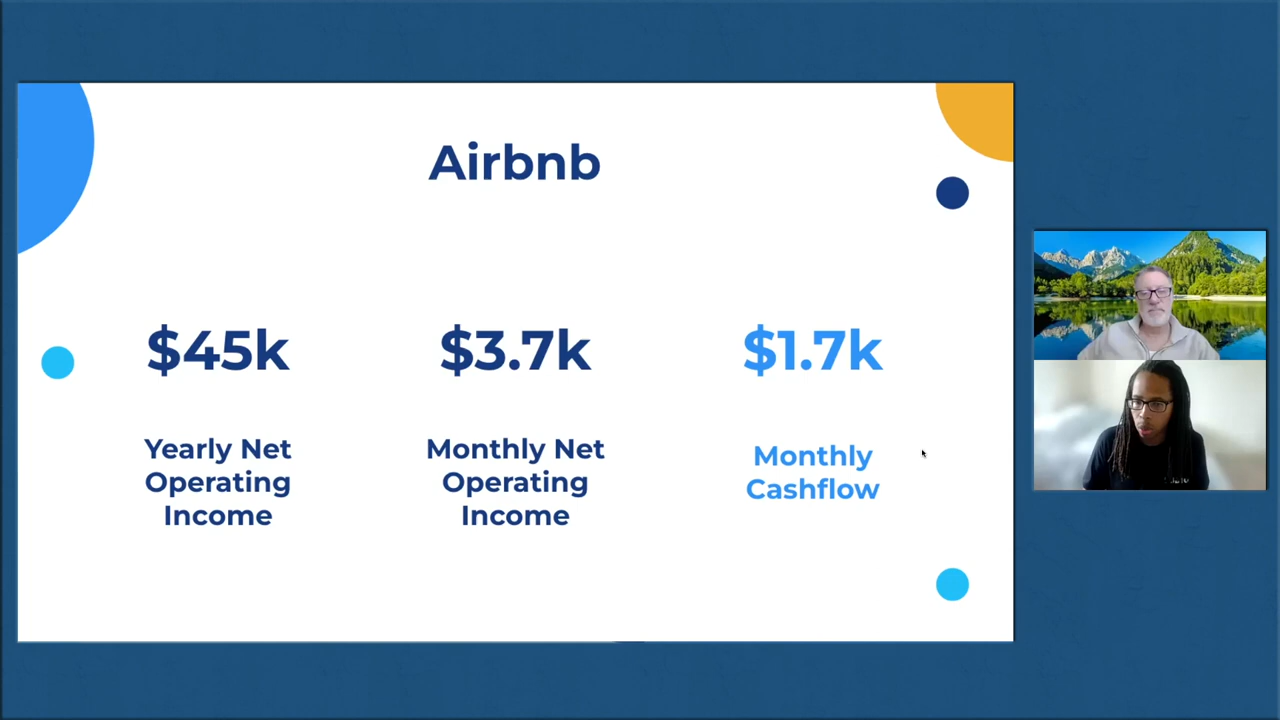 Airbnb
$45k
$3.7k
$1.7k
Yearly Net
Operating
Income
Monthly Net
Operating
Income
Monthly
Cashflow